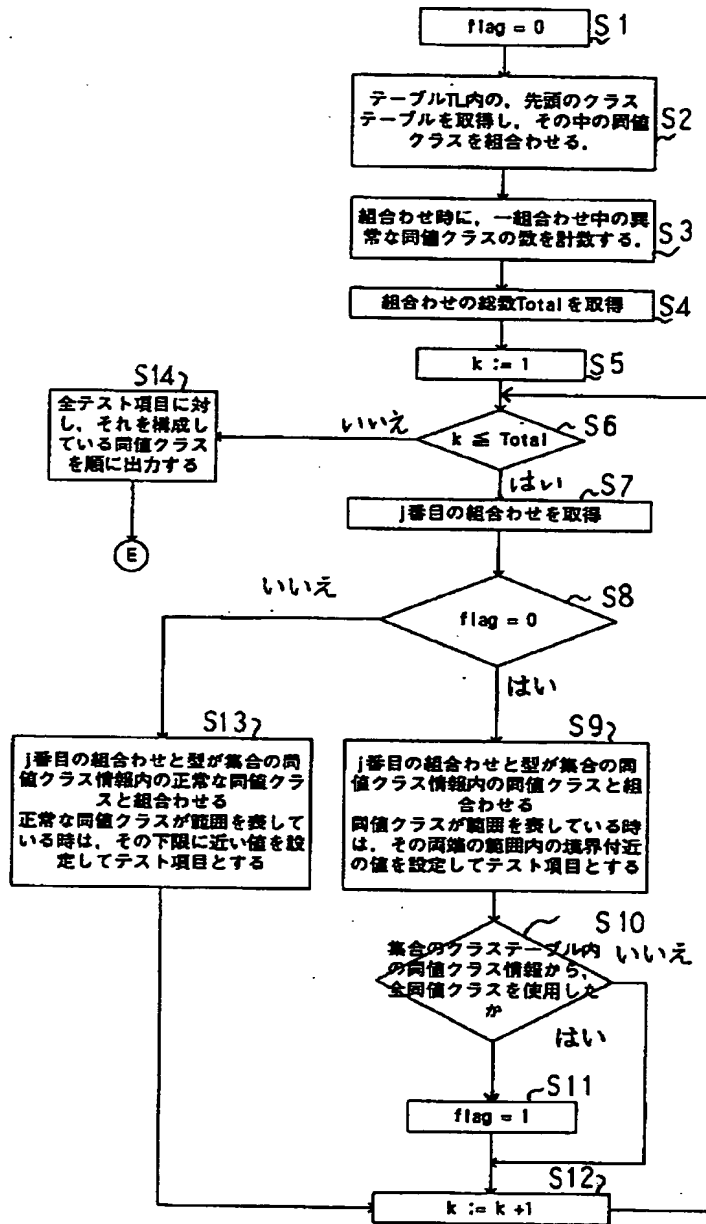 flag = 0
S1
テーブルTL内の，先頭のクラス
テーブルを取得し，その中の同値
クラスを組合わせる．
S2
組合わせ時に，一組合わせ中の異
常な同値クラスの数を計数する．
S3
組合わせの総数Totalを取得
S4
k := 1
S5
S14
全テスト項目に対
し，それを構成し
ている同値クラス
を順に出力する
いいえ
k ≦ Total
S6
はい
S7
j番目の組合わせを取得
E
いいえ
flag = 0
S8
はい
S13
j番目の組合わせと型が集合の同
値クラス情報内の正常な同値クラ
スと組合わせる
正常な同値クラスが範囲を表して
いる時は，その下限に近い値を設
定してテスト項目とする
S9
j番目の組合わせと型が集合の同
値クラス情報内の同値クラスと組
合わせる
同値クラスが範囲を表している時
は，その両端の範囲内の境界付近
の値を設定してテスト項目とする
S10
集合のクラステーブル内
の同値クラス情報から，
全同値クラスを使用した
か
いいえ
はい
S11
flag = 1
S12
k := k +1